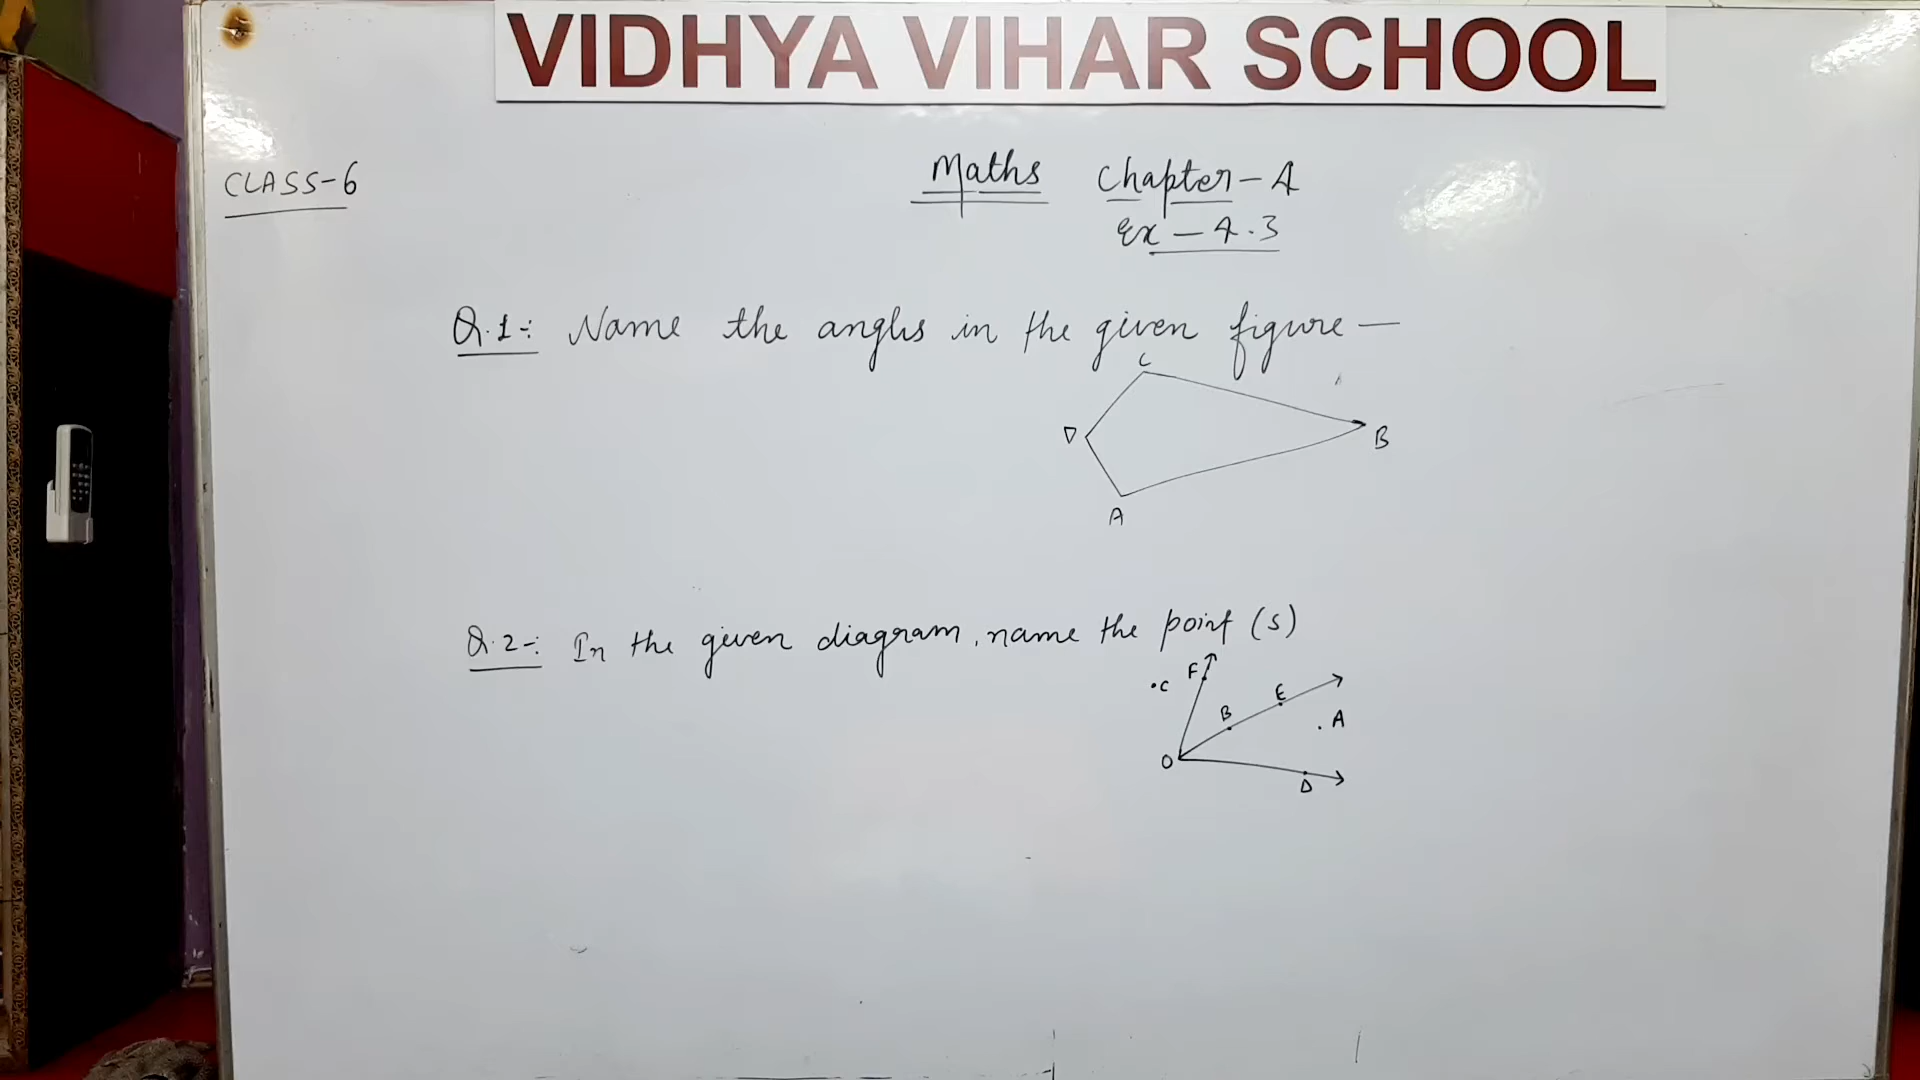 VIDHYA VIHAR SCHOOL
CLASS-6
Maths Chapter-4
Ex-4.3
Q.1÷ Name the angles in the given figure —
C
D
B
A
Q.2÷ In the given diagram, name the point (s)
C F
E
B
A
O
D